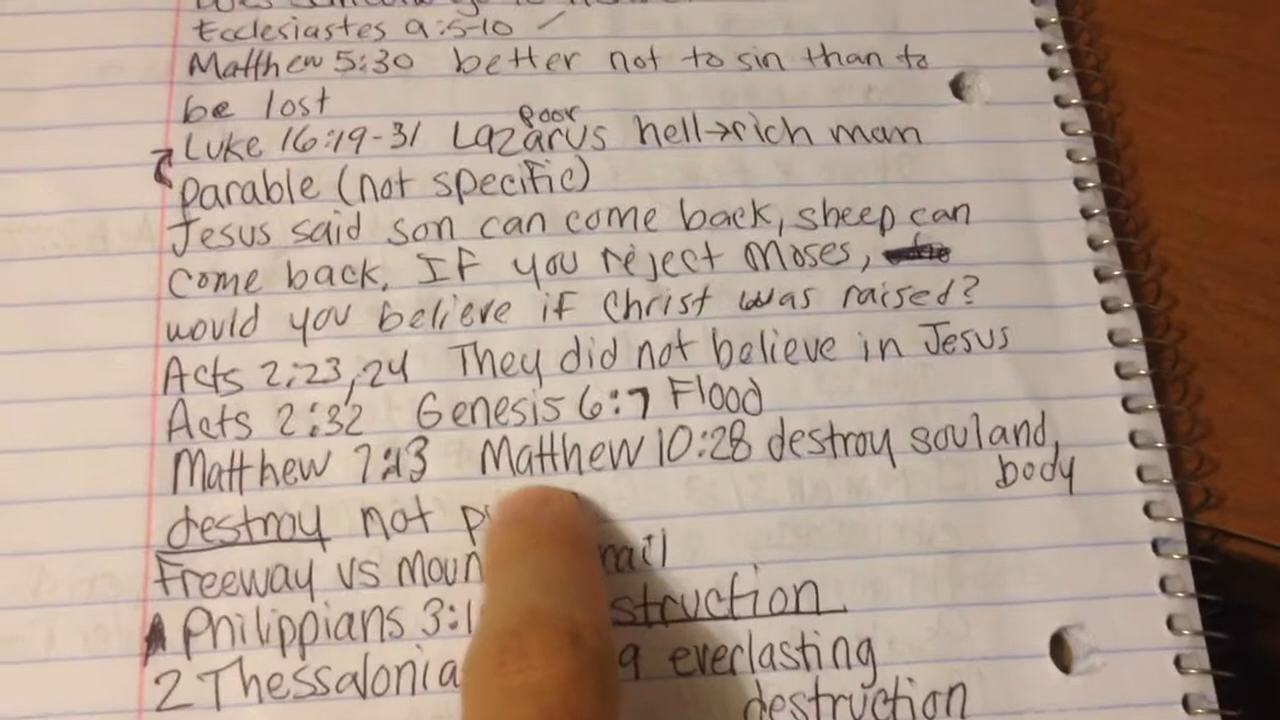 Ecclesiastes 9:5-10
Matthew 5:30 better not to sin than to
be lost
poor
Luke 16:19-31 Lazarus hell→rich man
parable (not specific)
Jesus said son can come back, sheep can
come back. If you reject Moses,
would you believe if Christ was raised?
Acts 2:23,24 They did not believe in Jesus
Acts 2:32 Genesis 6:7 Flood
Matthew 7:13 Matthew 10:28 destroy soul and
body
destroy not
Freeway vs
Philippians 3:1 struction
2 Thessalonia 9 everlasting
destruction